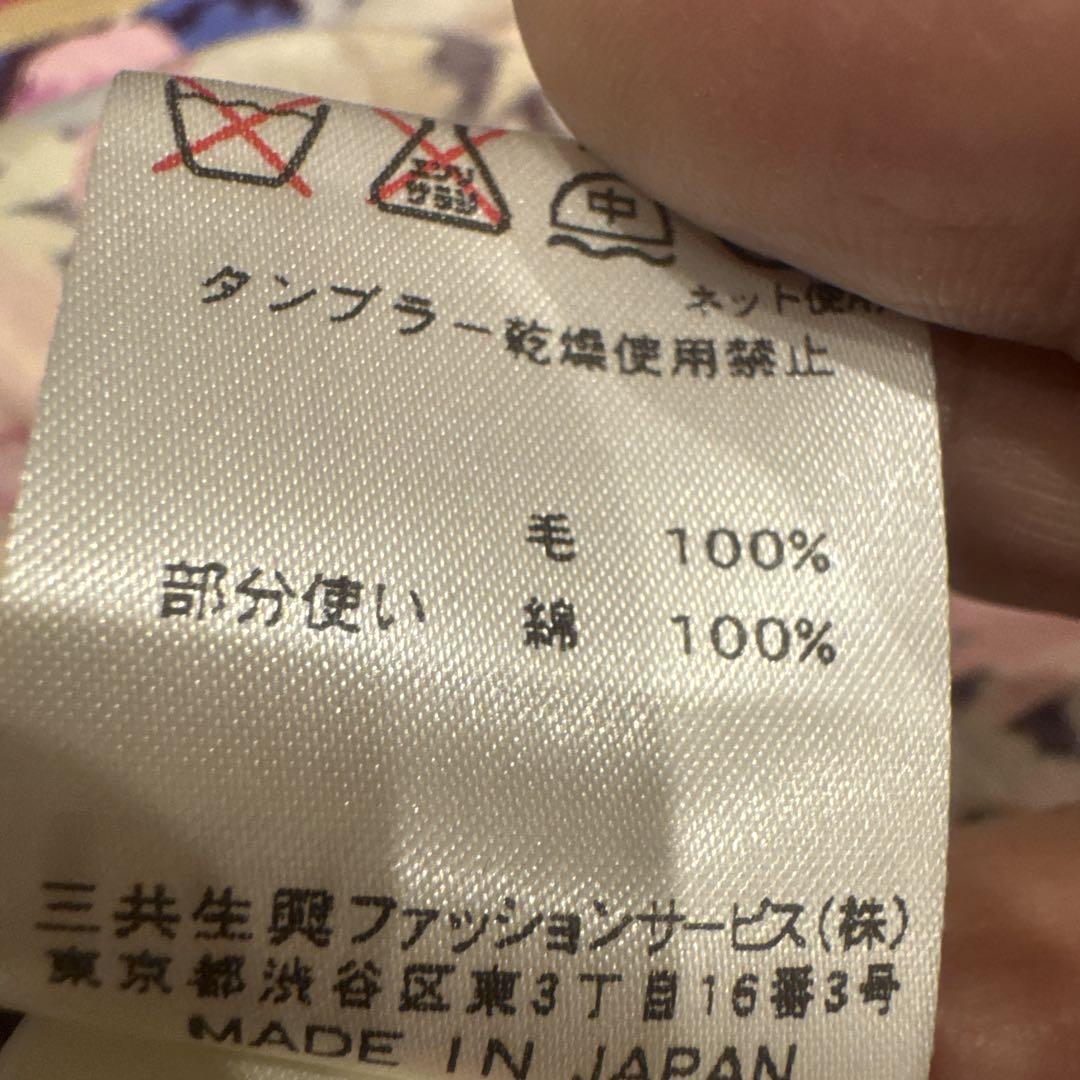 エンソ
サラシ
中
ネット使用
タンブラー乾燥使用禁止
毛 100%
部分使い 綿 100%
三共生興ファッションサービス(株)
東京都渋谷区東3丁目16番3号
MADE IN JAPAN